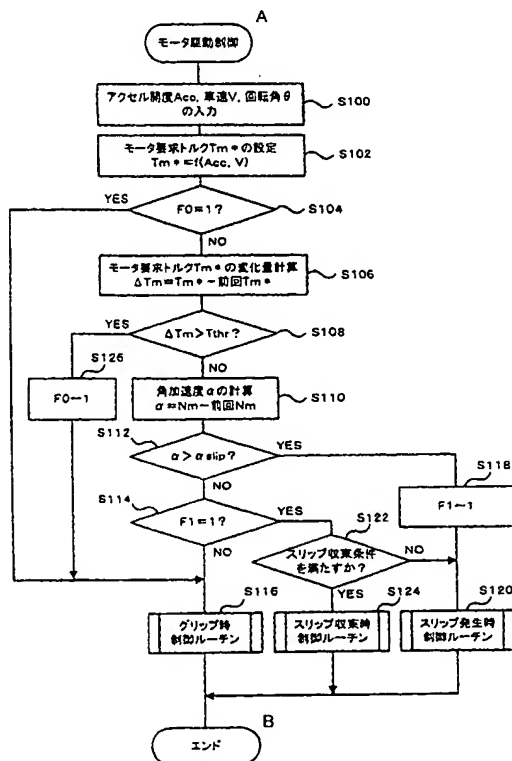 A
モータ駆動制御
アクセル開度Acc, 車速V, 回転角θ
の入力
S100
モータ要求トルクTm*の設定
Tm*=f(Acc, V)
S102
YES
F0=1?
S104
NO
モータ要求トルクTm*の変化量計算
ΔTm=Tm*-前回Tm*
S106
YES
ΔTm>Tthr?
S108
S126
NO
F0←1
角加速度αの計算
α=Nm-前回Nm
S110
S112
α>αslip?
YES
S118
NO
F1←1
S114
F1=1?
YES
S122
NO
スリップ収束条件
を満たすか?
NO
YES
S116
S124
S120
グリップ時
制御ルーチン
スリップ収束時
制御ルーチン
スリップ発生時
制御ルーチン
B
エンド